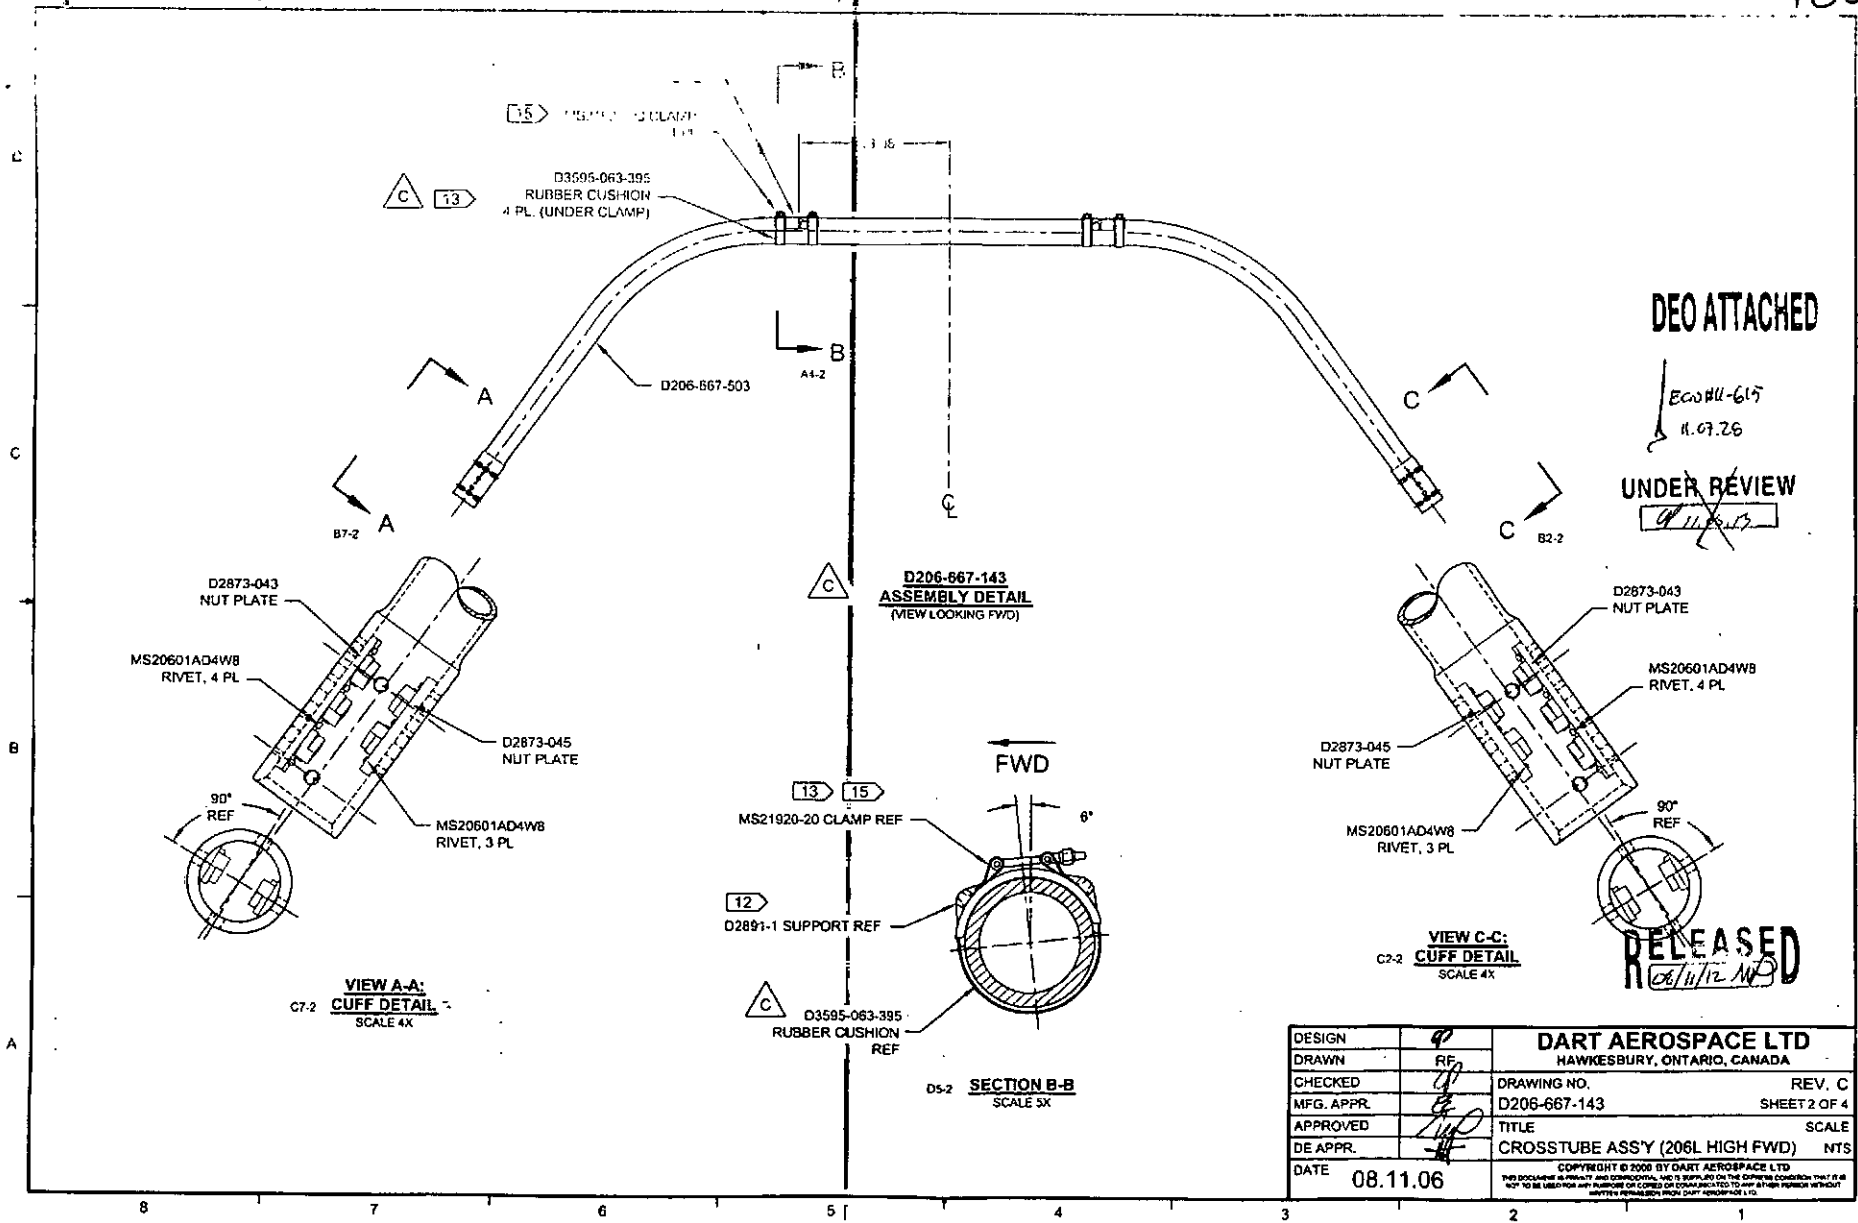 B
15
CLAMP
C
13
D3595-063-395
RUBBER CUSHION
4 PL. (UNDER CLAMP)
B
A4-2
D206-667-503
A
A
B7-2
C
C
B2-2
DEO ATTACHED
11.07.26
UNDER REVIEW
C
D206-667-143
ASSEMBLY DETAIL
(VIEW LOOKING FWD)
D2873-043
NUT PLATE
MS20601AD4W8
RIVET, 4 PL
D2873-045
NUT PLATE
MS20601AD4W8
RIVET, 3 PL
90°
REF
VIEW A-A:
C7-2 CUFF DETAIL
SCALE 4X
FWD
13 15
MS21920-20 CLAMP REF
6°
12
D2891-1 SUPPORT REF
C
D3595-063-395
RUBBER CUSHION
REF
D5-2 SECTION B-B
SCALE 5X
D2873-043
NUT PLATE
MS20601AD4W8
RIVET, 4 PL
D2873-045
NUT PLATE
MS20601AD4W8
RIVET, 3 PL
90°
REF
VIEW C-C:
C2-2 CUFF DETAIL
SCALE 4X
RELEASED
DESIGN
DRAWN RF
CHECKED
MFG. APPR.
APPROVED
DE APPR.
DATE 08.11.06
DART AEROSPACE LTD
HAWKESBURY, ONTARIO, CANADA
DRAWING NO. REV. C
D206-667-143 SHEET 2 OF 4
TITLE SCALE
CROSSTUBE ASS'Y (206L HIGH FWD) NTS
COPYRIGHT © 2000 BY DART AEROSPACE LTD
C
B
A
8 7 6 5 4 3 2 1